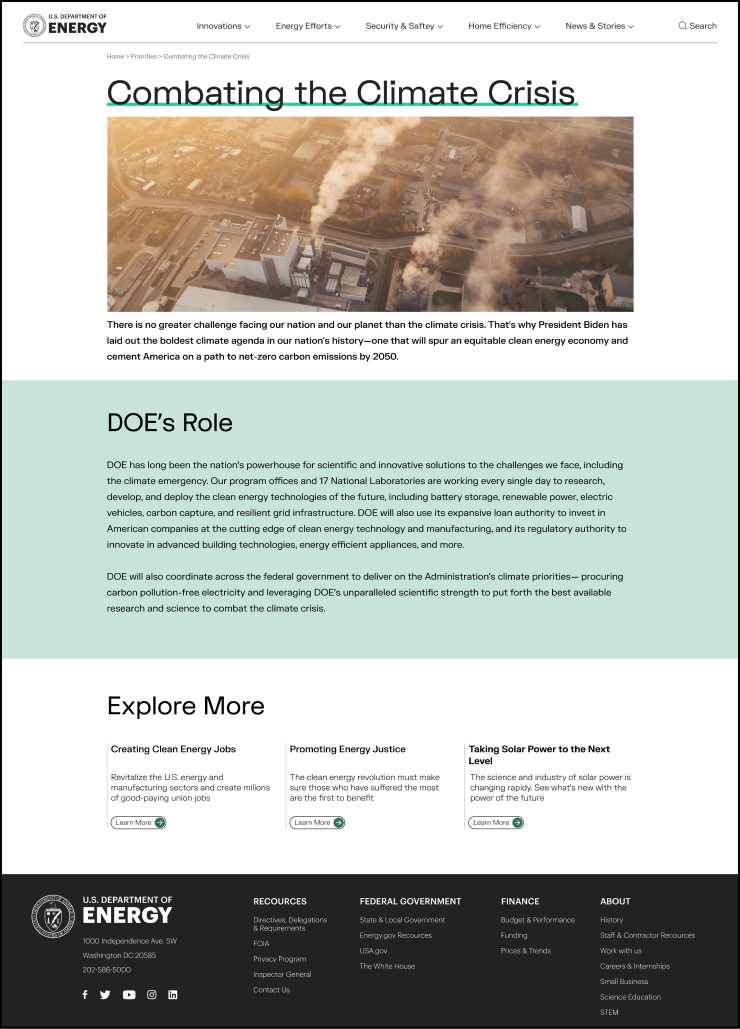 U.S. DEPARTMENT OF
ENERGY
Innovations
Energy Efforts
Security & Saftey
Home Efficiency
News & Stories
Search
Home > Priorities > Combating the Climate Crisis
Combating the Climate Crisis
There is no greater challenge facing our nation and our planet than the climate crisis. That's why President Biden has
laid out the boldest climate agenda in our nation's history—one that will spur an equitable clean energy economy and
cement America on a path to net-zero carbon emissions by 2050.
DOE's Role
DOE has long been the nation's powerhouse for scientific and innovative solutions to the challenges we face, including
the climate emergency. Our program offices and 17 National Laboratories are working every single day to research,
develop, and deploy the clean energy technologies of the future, including battery storage, renewable power, electric
vehicles, carbon capture, and resilient grid infrastructure. DOE will also use its expansive loan authority to invest in
American companies at the cutting edge of clean energy technology and manufacturing, and its regulatory authority to
innovate in advanced building technologies, energy efficient appliances, and more.
DOE will also coordinate across the federal government to deliver on the Administration's climate priorities— procuring
carbon pollution-free electricity and leveraging DOE's unparalleled scientific strength to put forth the best available
research and science to combat the climate crisis.
Explore More
Creating Clean Energy Jobs
Revitalize the U.S. energy and
manufacturing sectors and create milions
of good-paying union jobs
Learn More
Promoting Energy Justice
The clean energy revolution must make
sure those who have suffered the most
are the first to benefit
Learn More
Taking Solar Power to the Next
Level
The science and industry of solar power is
changing rapidly. See what's new with the
power of the future
Learn More
U.S. DEPARTMENT OF
ENERGY
1000 Independence Ave. SW
Washington DC 20585
202-586-5000
RECOURCES
Directives, Delegations
& Requirements
FOIA
Privacy Program
Inspector General
Contact Us
FEDERAL GOVERNMENT
State & Local Government
Energy.gov Recources
USA.gov
The White House
FINANCE
Budget & Performance
Funding
Prices & Trends
ABOUT
History
Staff & Contractor Recources
Work with us
Careers & Internships
Small Business
Science Education
STEM